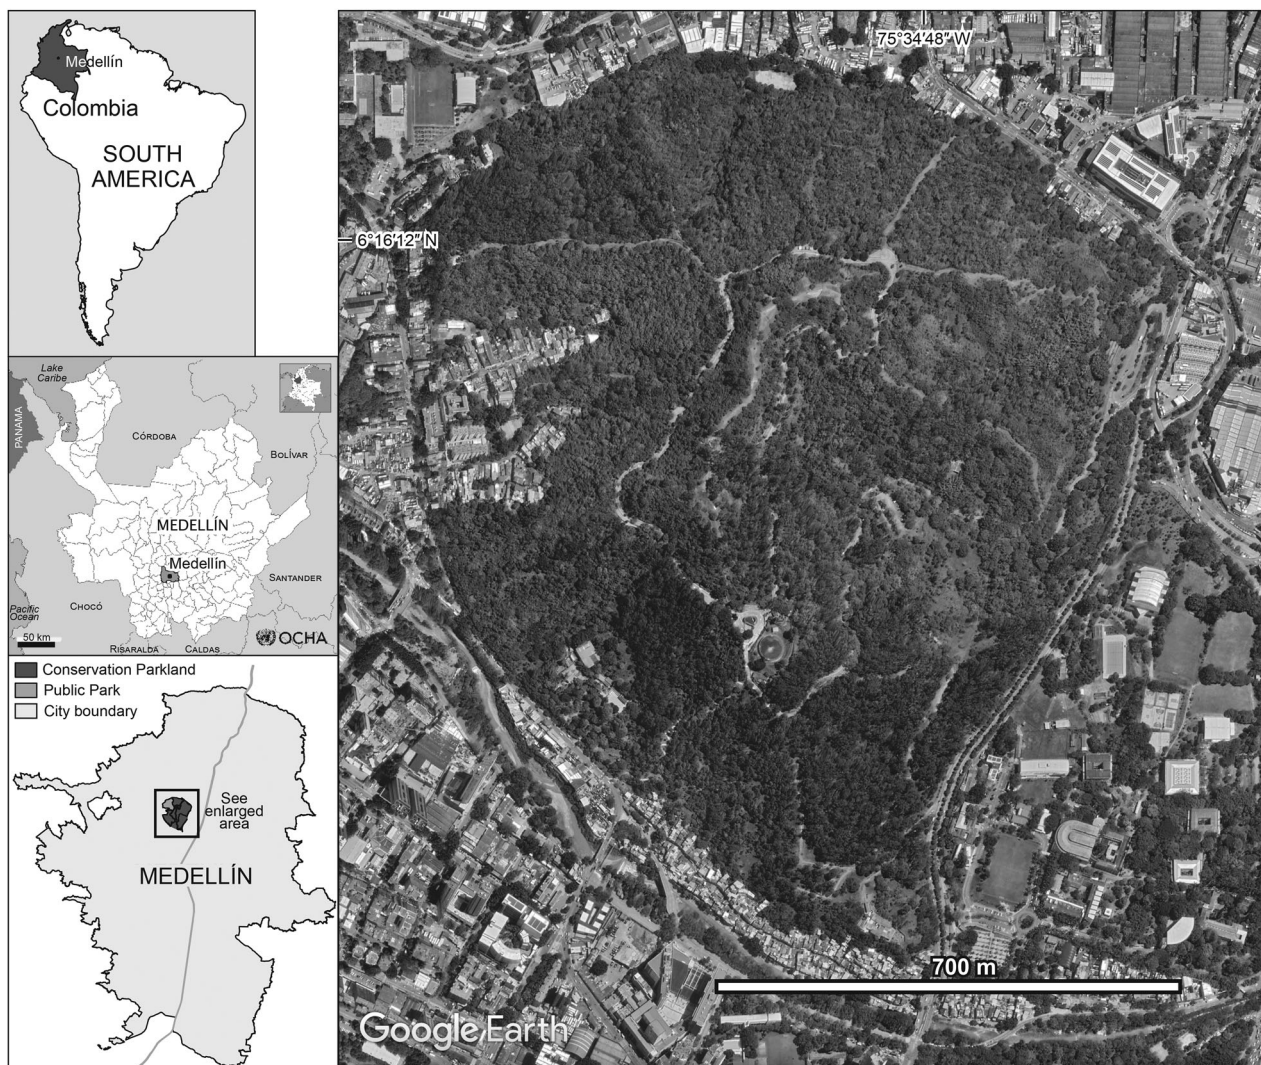 Medellín
Colombia
SOUTH
AMERICA
Lake
Caribe
PANAMA
CÓRDOBA
BOLÍVAR
MEDELLÍN
Medellín
SANTANDER
CHOCÓ
Pacific
Ocean
50 km
RISARALDA
CALDAS
OCHA
Conservation Parkland
Public Park
City boundary
See
enlarged
area
MEDELLÍN
75°34′48″ W
6°16′12″ N
700 m
Google Earth